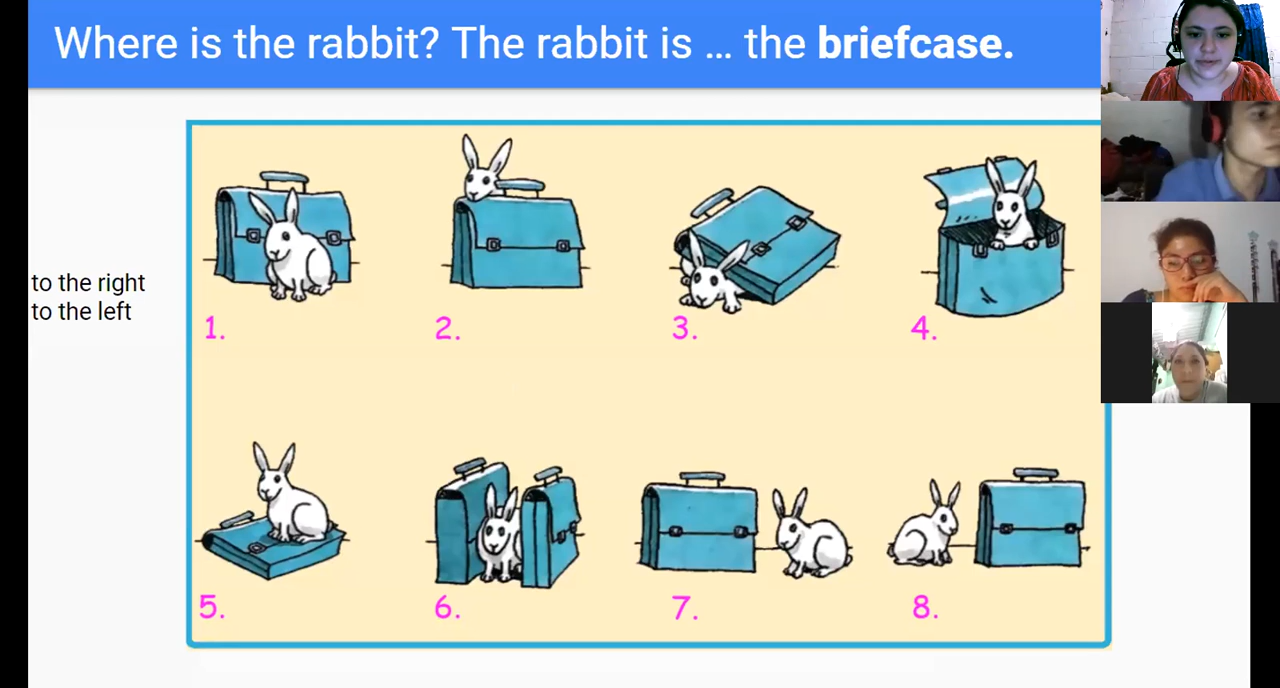 Where is the rabbit? The rabbit is ... the briefcase.
to the right
to the left
1.
2.
3.
4.
5.
6.
7.
8.